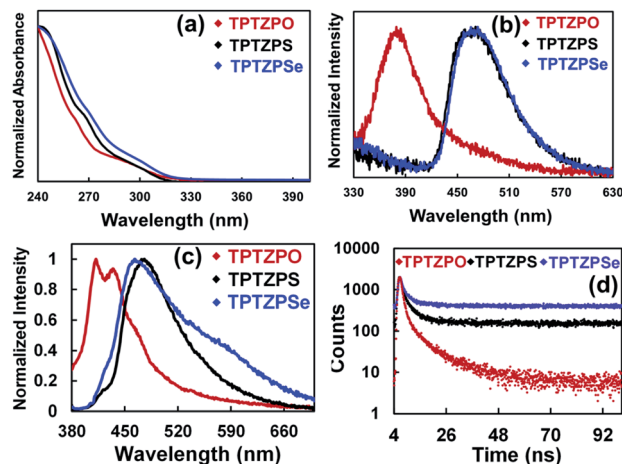 (a)
TPTZPO
TPTZPS
TPTZPSe
Normalized Absorbance
240 270 300 330 360 390
Wavelength (nm)
(b)
TPTZPO
TPTZPS
TPTZPSe
Normalized Intensity
330 390 450 510 570 630
Wavelength (nm)
(c)
TPTZPO
TPTZPS
TPTZPSe
Normalized Intensity
1
0.8
0.6
0.4
0.2
0
380 450 520 590 660
Wavelength (nm)
TPTZPO TPTZPS TPTZPSe
(d)
Counts
10000
1000
100
10
1
4 26 48 70 92
Time (ns)